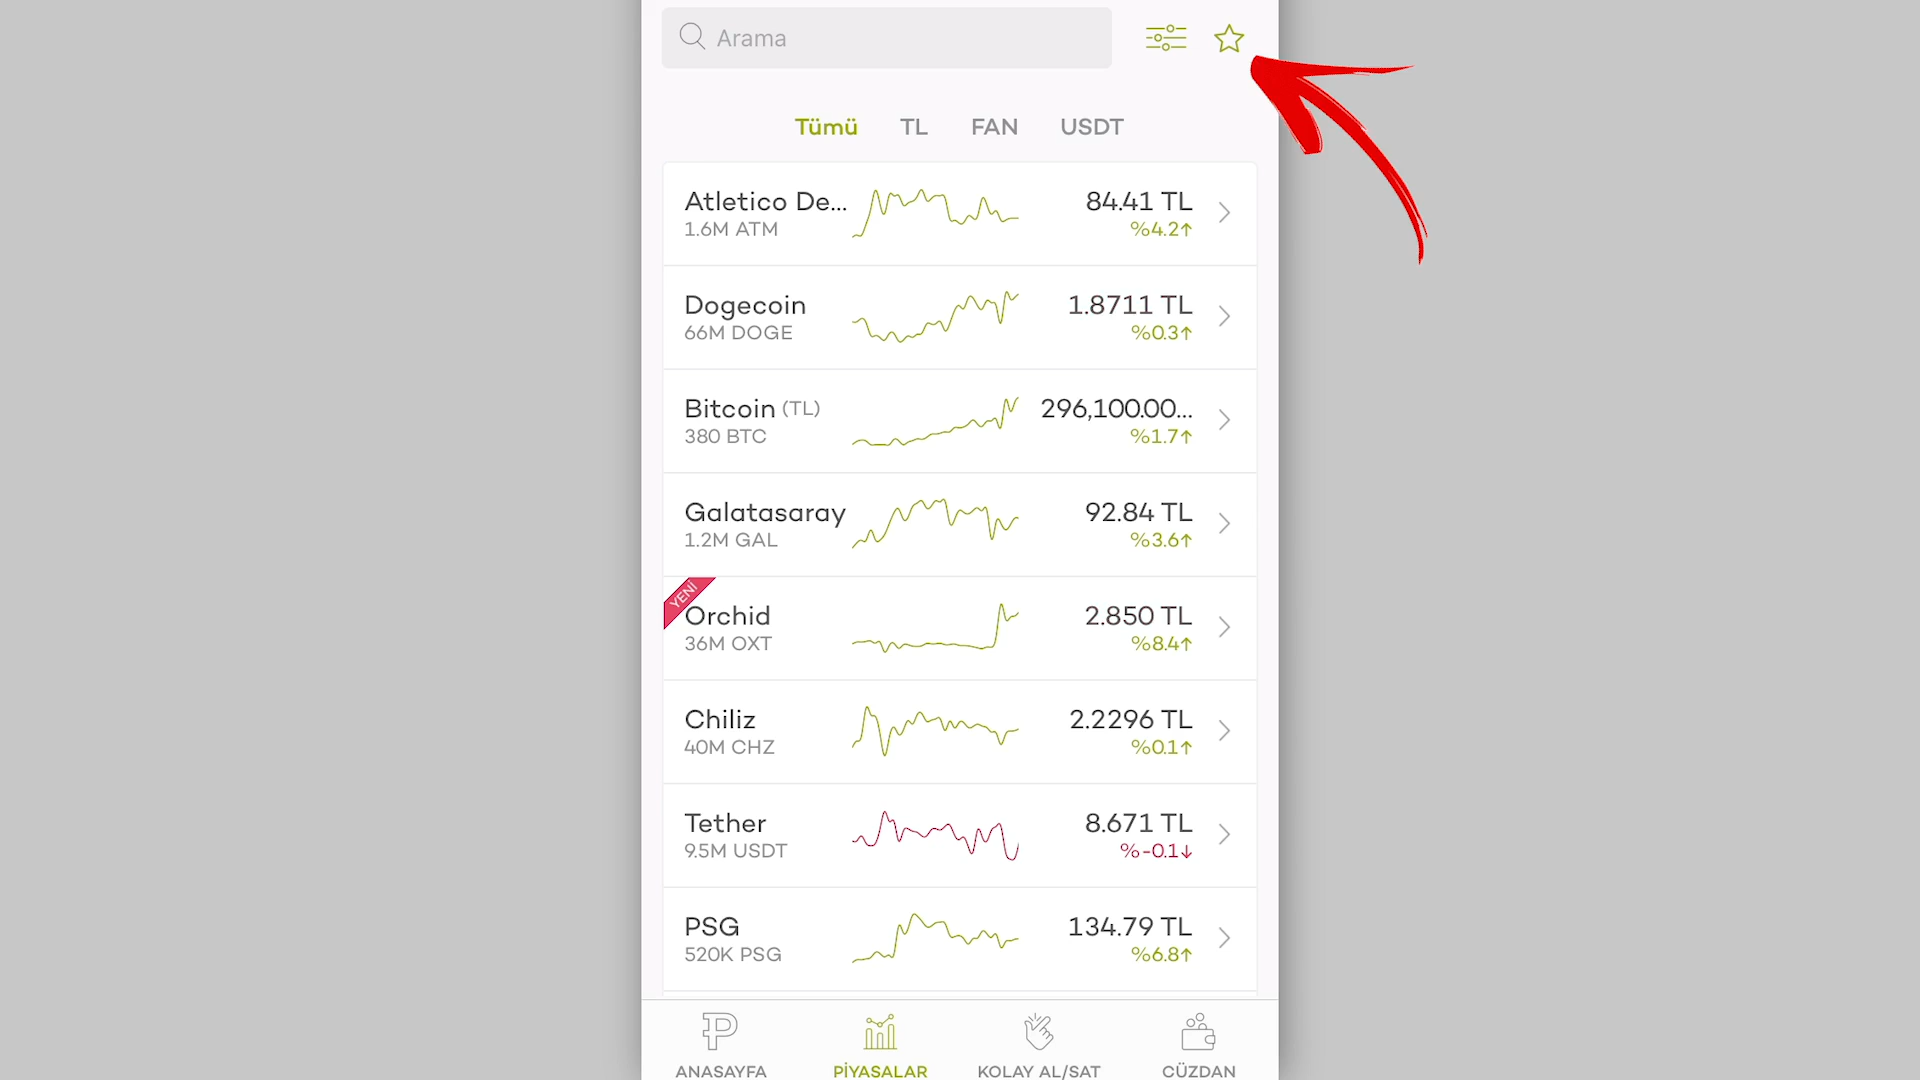 Arama
Tümü TL FAN USDT
Atletico De... 84.41 TL
1.6M ATM %4.2↑
Dogecoin 1.8711 TL
66M DOGE %0.3↑
Bitcoin (TL) 296,100.00...
380 BTC %1.7↑
Galatasaray 92.84 TL
1.2M GAL %3.6↑
YENİ
Orchid 2.850 TL
36M OXT %8.4↑
Chiliz 2.2296 TL
40M CHZ %0.1↑
Tether 8.671 TL
9.5M USDT %-0.1↓
PSG 134.79 TL
520K PSG %6.8↑
ANASAYFA PİYASALAR KOLAY AL/SAT CÜZDAN